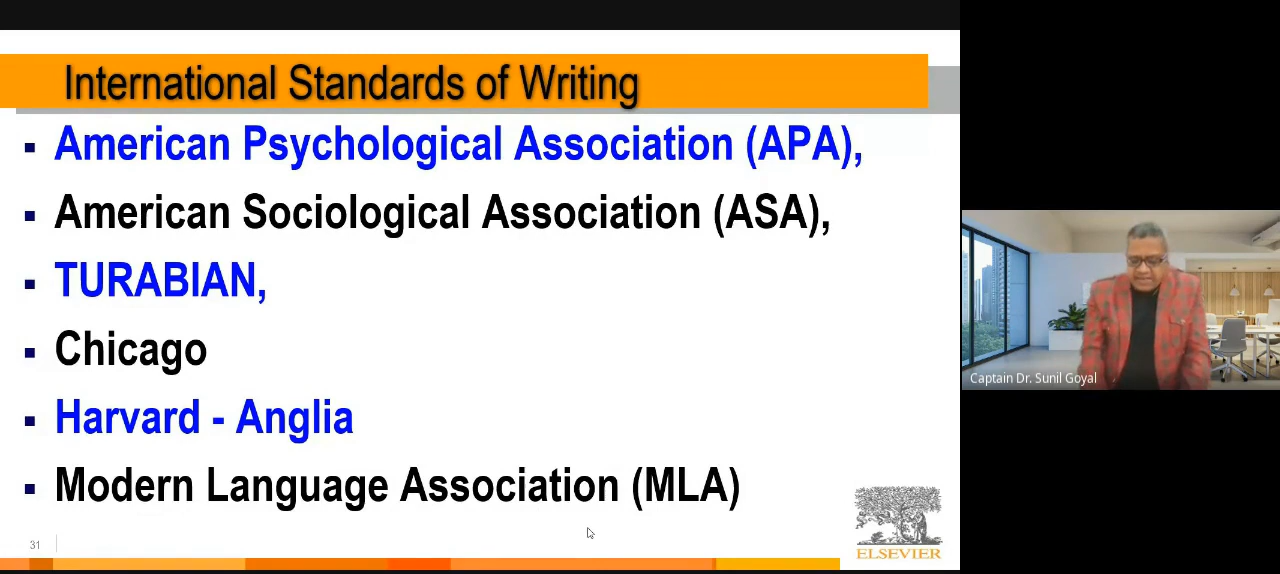 International Standards of Writing
▪ American Psychological Association (APA),
▪ American Sociological Association (ASA),
▪ TURABIAN,
▪ Chicago
▪ Harvard - Anglia
▪ Modern Language Association (MLA)
31
ELSEVIER
Captain Dr. Sunil Goyal